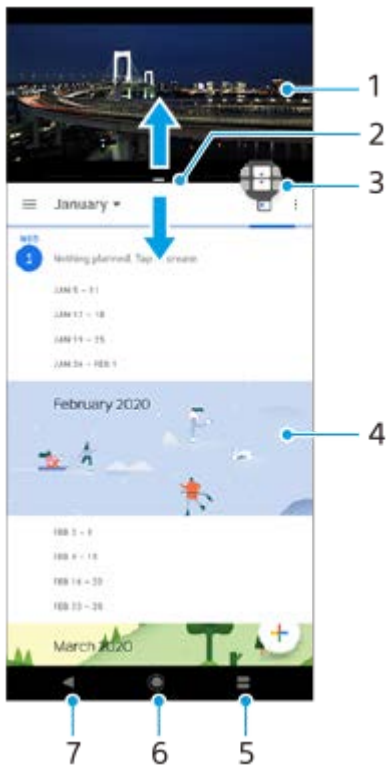 1
2
3
January
WED
1
Nothing planned. Tap to create.
JAN 5 – 11
JAN 12 – 18
JAN 19 – 25
JAN 26 – FEB 1
February 2020
4
FEB 2 – 8
FEB 9 – 15
FEB 16 – 22
FEB 23 – 29
March 2020
7
6
5